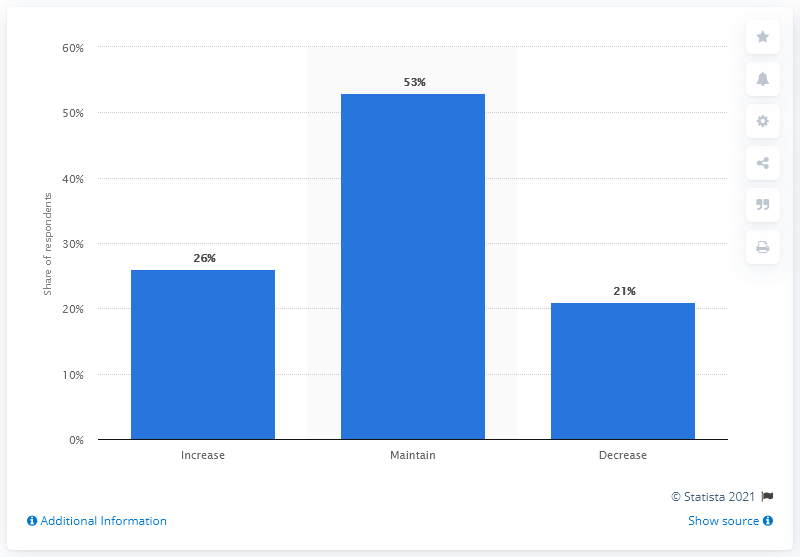 60%
50%
40%
30%
20%
10%
0%
Share of respondents
26%
53%
21%
Increase
Maintain
Decrease
© Statista 2021
Additional Information
Show source